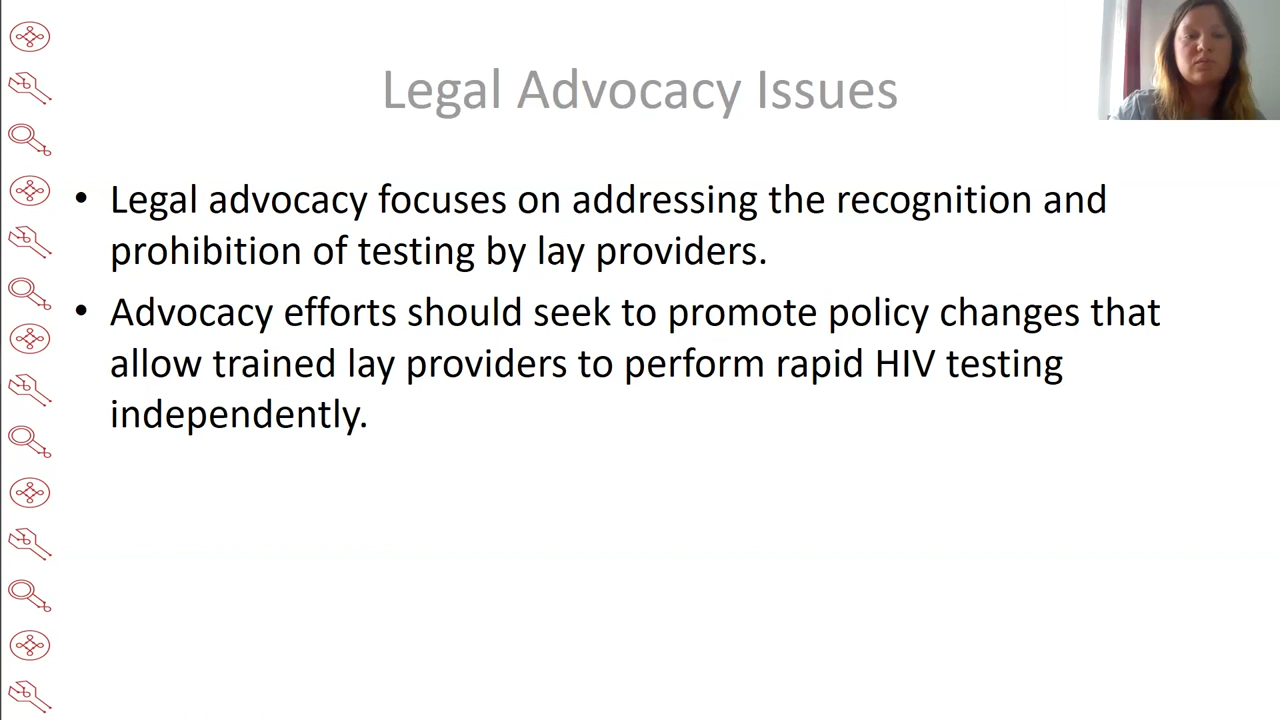 Legal Advocacy Issues
• Legal advocacy focuses on addressing the recognition and
prohibition of testing by lay providers.
• Advocacy efforts should seek to promote policy changes that
allow trained lay providers to perform rapid HIV testing
independently.